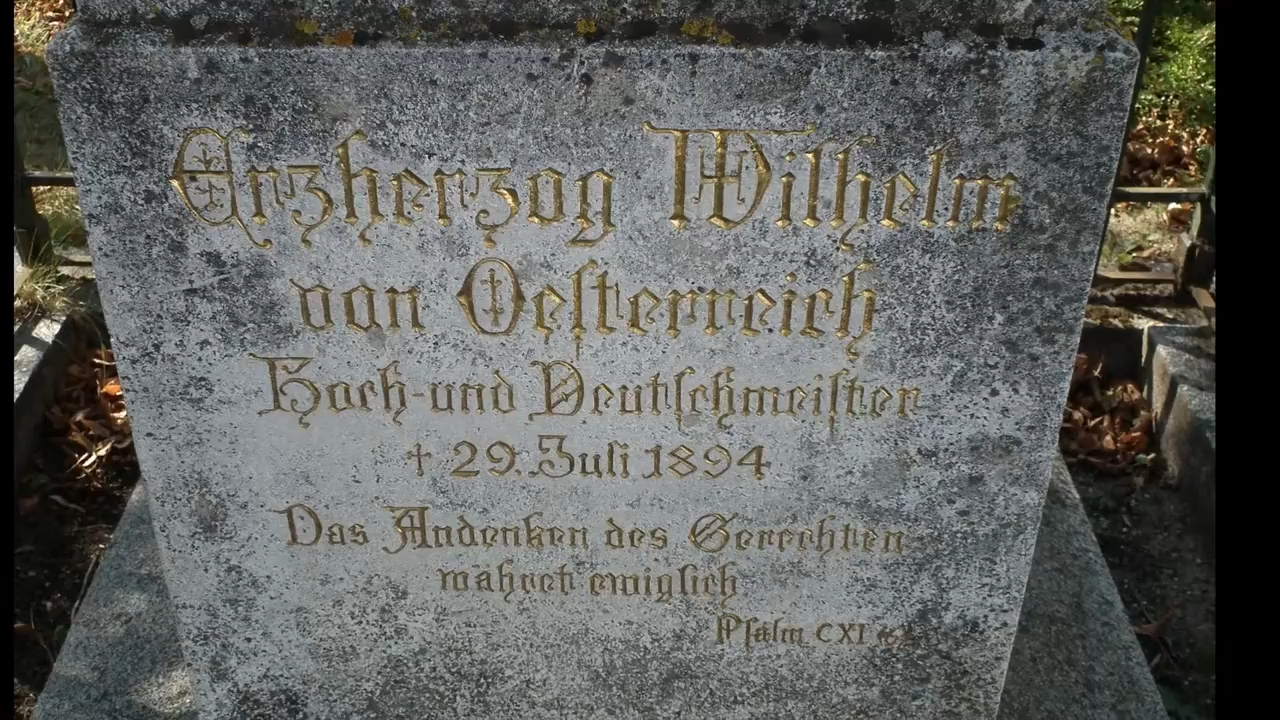 Erzherzog Wilhelm
von Oesterreich
Hoch-und Deutschmeister
† 29. Juli 1894
Das Andenken des Gerechten
währet ewiglich
Psalm CXI